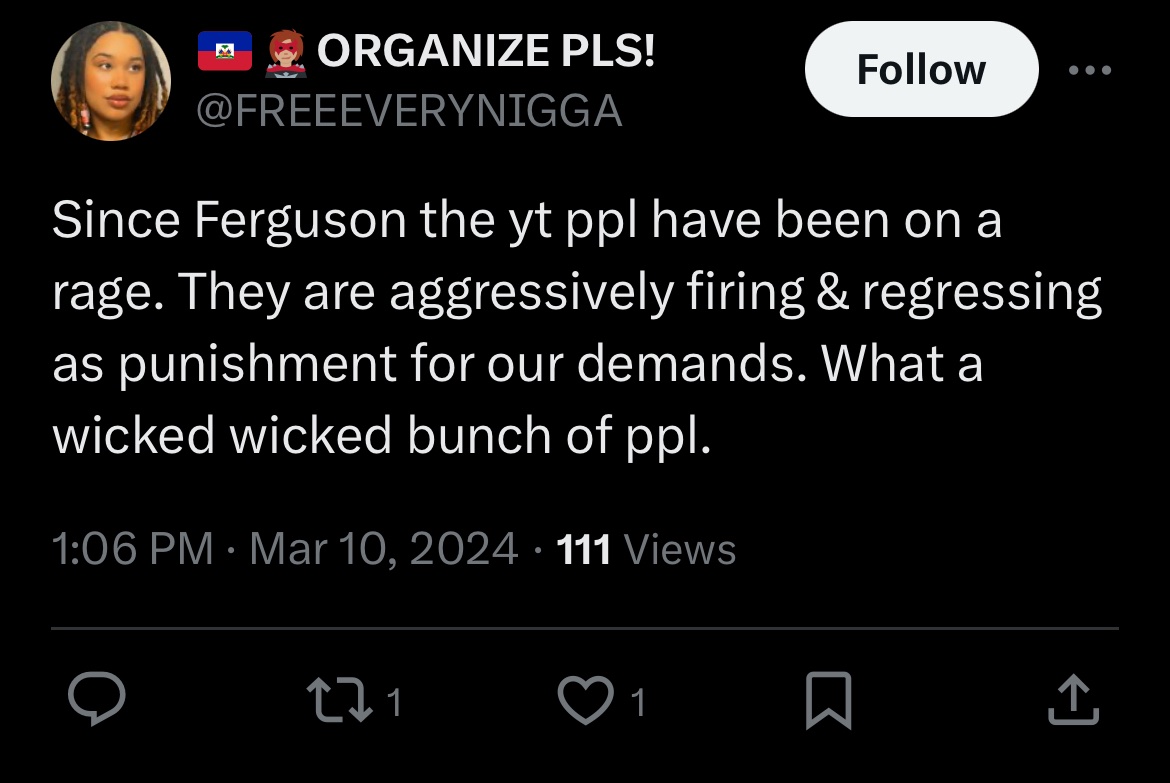 🇭🇹 🦹 ORGANIZE PLS!
Follow
@FREEEVERYNIGGA
Since Ferguson the yt ppl have been on a
rage. They are aggressively firing & regressing
as punishment for our demands. What a
wicked wicked bunch of ppl.
1:06 PM · Mar 10, 2024 · 111 Views
1
1